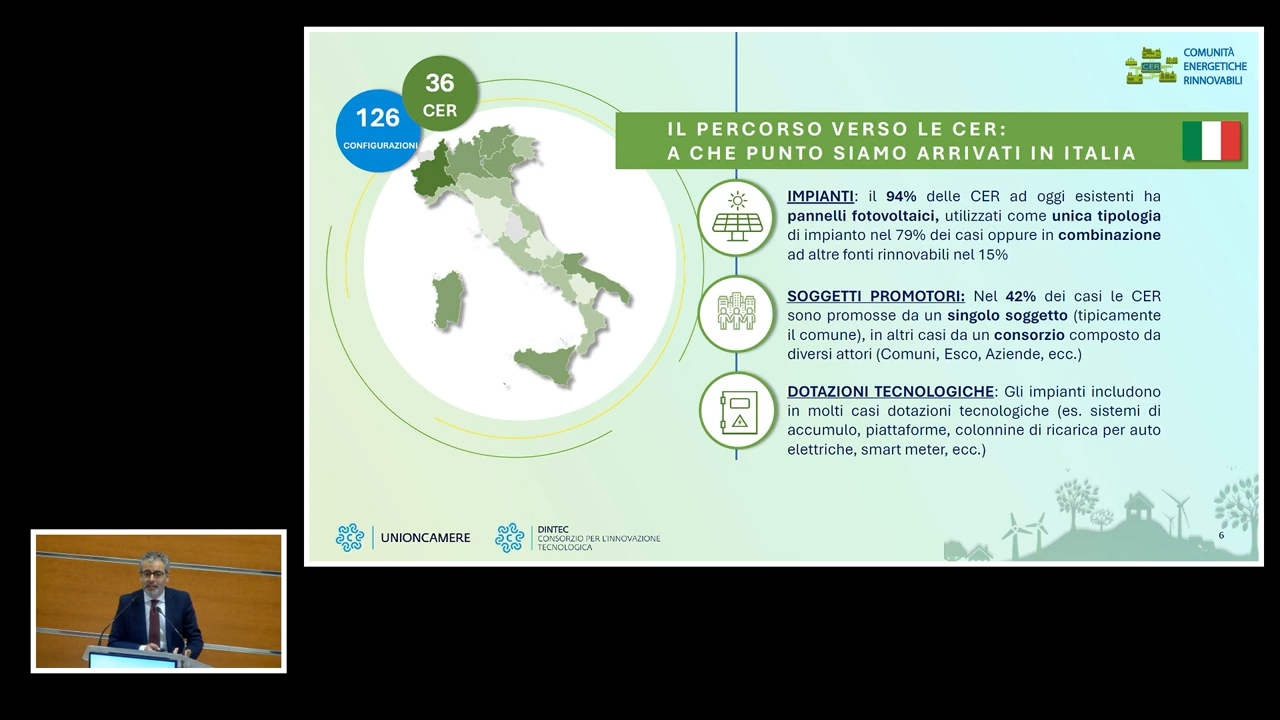 36
CER
126
CONFIGURAZIONI
COMUNITÀ
ENERGETICHE
RINNOVABILI
CER
IL PERCORSO VERSO LE CER:
A CHE PUNTO SIAMO ARRIVATI IN ITALIA
IMPIANTI: il 94% delle CER ad oggi esistenti ha
pannelli fotovoltaici, utilizzati come unica tipologia
di impianto nel 79% dei casi oppure in combinazione
ad altre fonti rinnovabili nel 15%
SOGGETTI PROMOTORI: Nel 42% dei casi le CER
sono promosse da un singolo soggetto (tipicamente
il comune), in altri casi da un consorzio composto da
diversi attori (Comuni, Esco, Aziende, ecc.)
DOTAZIONI TECNOLOGICHE: Gli impianti includono
in molti casi dotazioni tecnologiche (es. sistemi di
accumulo, piattaforme, colonnine di ricarica per auto
elettriche, smart meter, ecc.)
UNIONCAMERE
DINTEC
CONSORZIO PER L'INNOVAZIONE
TECNOLOGICA
6